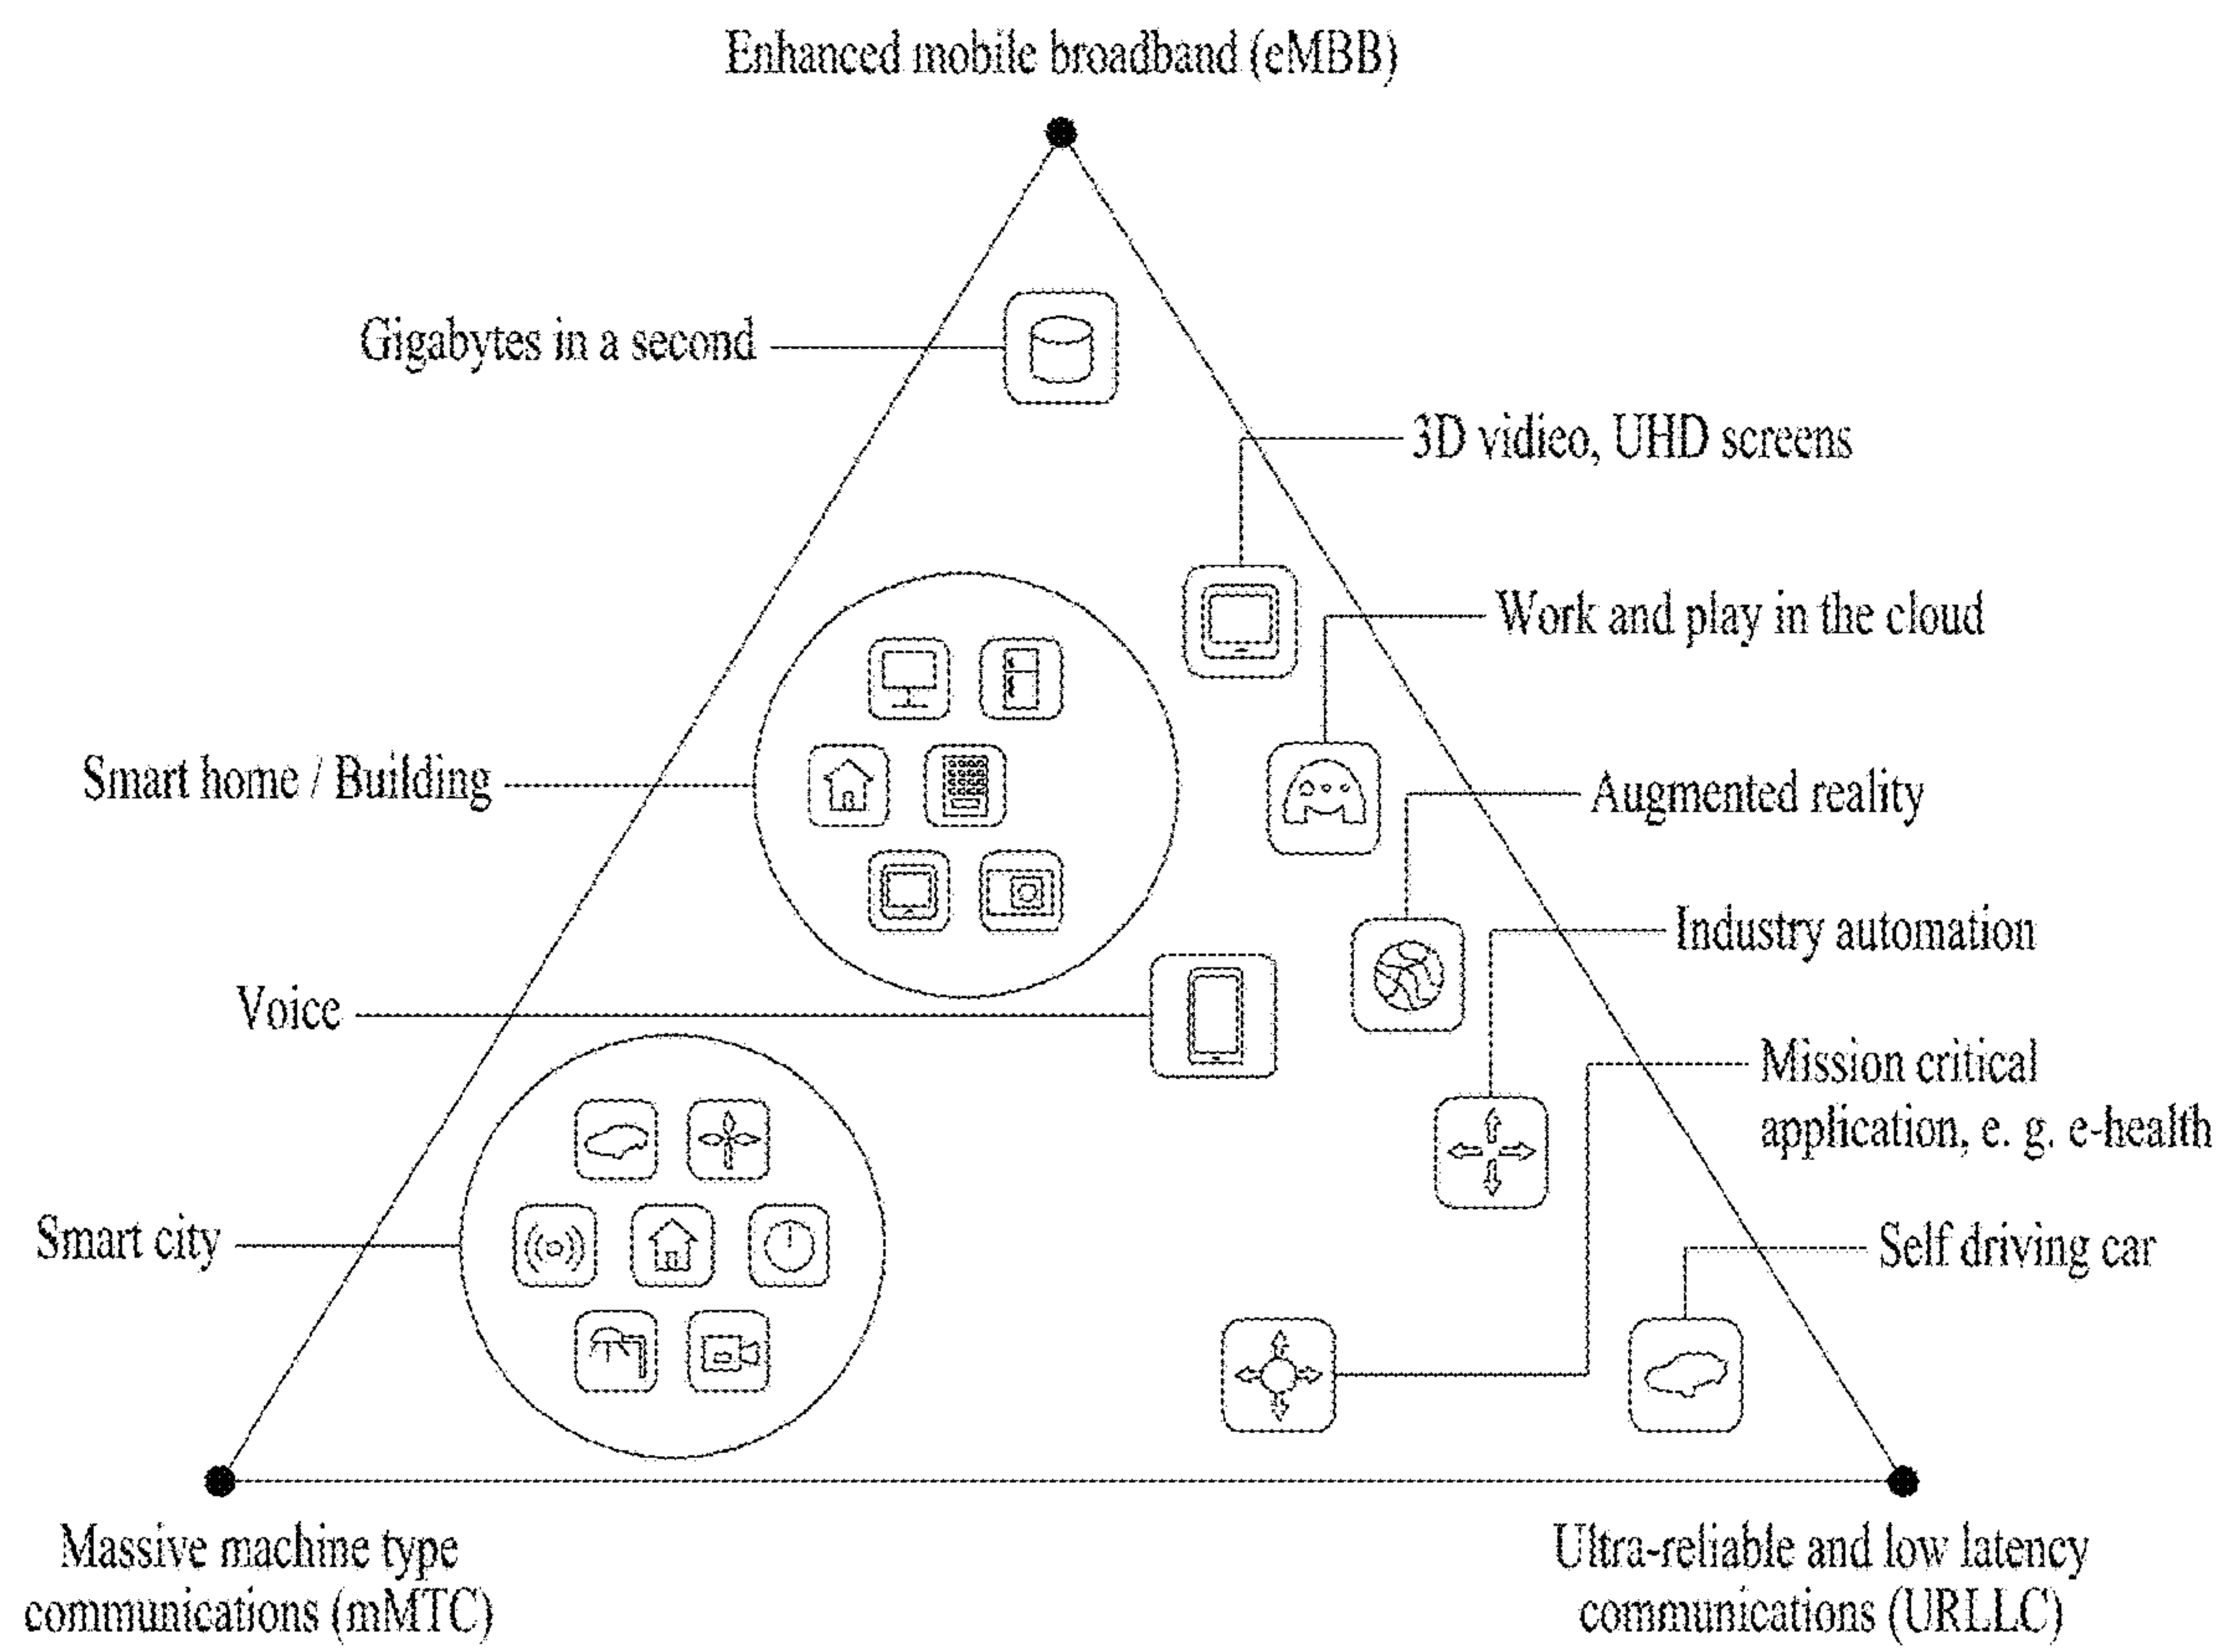 Enhanced mobile broadband (eMBB)
Gigabytes in a second
3D vidieo, UHD screens
Work and play in the cloud
Smart home / Building
Augmented reality
Industry automation
Voice
Mission critical
application, e. g. e-health
Smart city
Self driving car
Massive machine type
communications (mMTC)
Ultra-reliable and low latency
communications (URLLC)